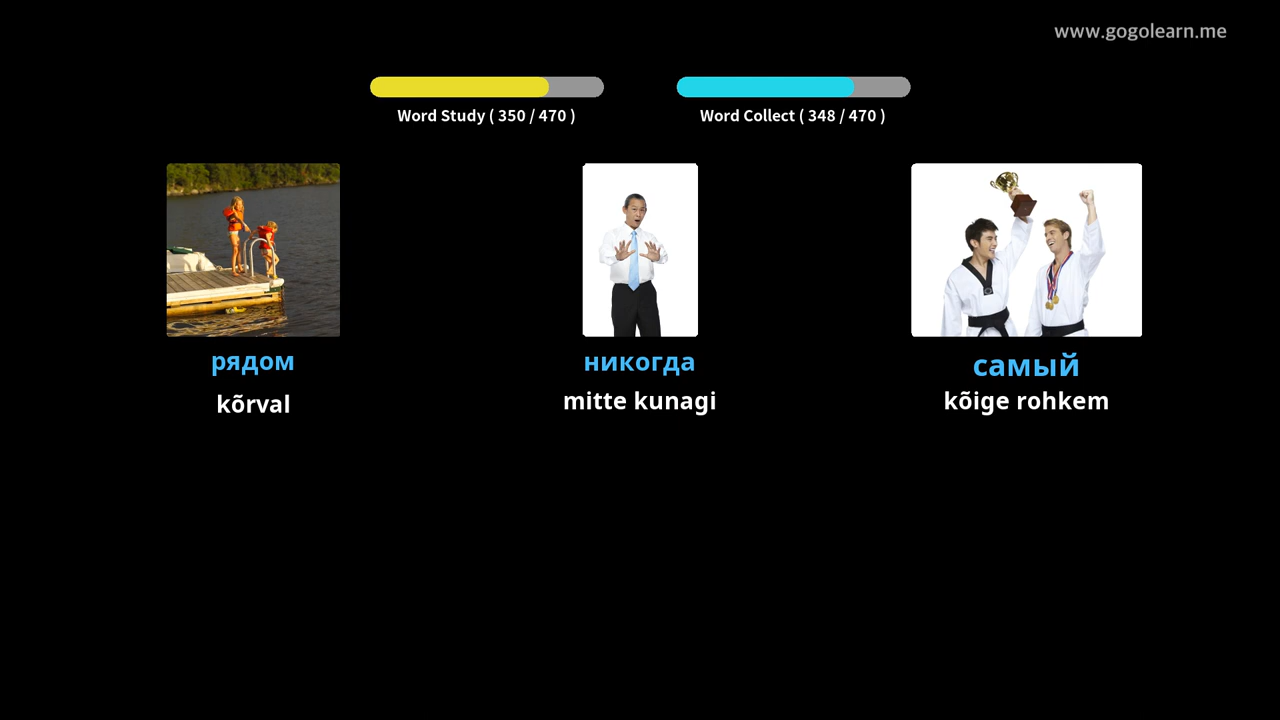 www.gogolearn.me
Word Study ( 350 / 470 )
Word Collect ( 348 / 470 )
рядом
никогда
самый
kõrval
mitte kunagi
kõige rohkem